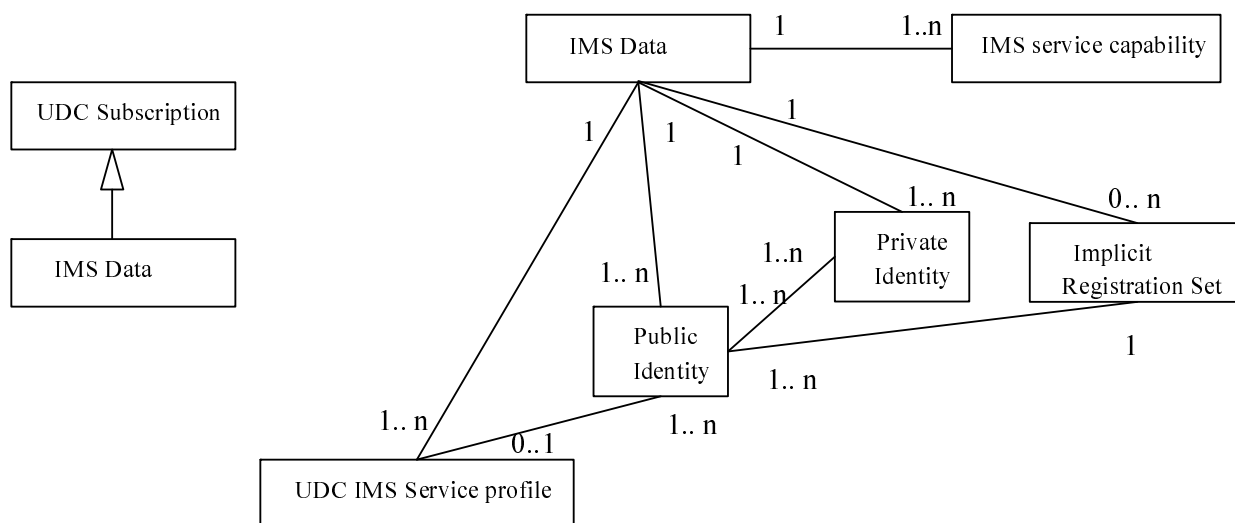 IMS Data
1
1..n
IMS service capability
UDC Subscription
1
1
1
1
0.. n
1.. n
Private
Identity
Implicit
Registration Set
IMS Data
1..n
1.. n
1.. n
Public
Identity
1
1.. n
1.. n
0..1
1.. n
UDC IMS Service profile